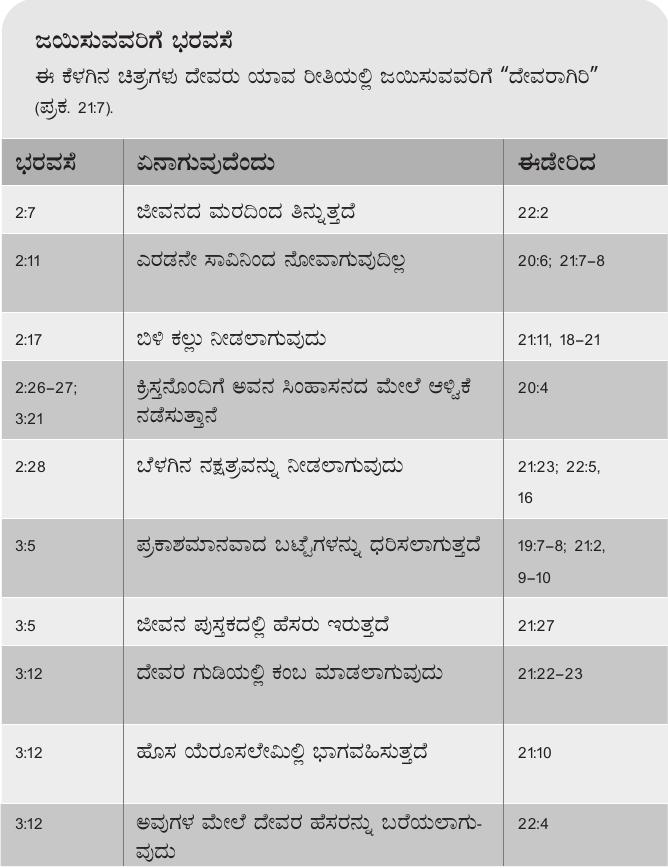 ಜಯಿಸುವವರಿಗೆ ಭರವಸೆ
ಈ ಕೆಳಗಿನ ಚಿತ್ರಗಳು ದೇವರು ಯಾವ ರೀತಿಯಲ್ಲಿ ಜಯಿಸುವವರಿಗೆ “ದೇವರಾಗಿರಿ”
(ಪ್ರಕ. 21:7).
ಭರವಸೆ ಏನಾಗುವುದೆಂದು ಈಡೇರಿದ
2:7 ಜೀವನದ ಮರದಿಂದ ತಿನ್ನುತ್ತದೆ 22:2
2:11 ಎರಡನೇ ಸಾವಿನಿಂದ ನೋವಾಗುವುದಿಲ್ಲ 20:6; 21:7–8
2:17 ಬಿಳಿ ಕಲ್ಲು ನೀಡಲಾಗುವುದು 21:11, 18–21
2:26–27; ಕ್ರಿಸ್ತನೊಂದಿಗೆ ಅವನ ಸಿಂಹಾಸನದ ಮೇಲೆ ಆಳ್ವಿಕೆ 20:4
3:21 ನಡೆಸುತ್ತಾನೆ
2:28 ಬೆಳಗಿನ ನಕ್ಷತ್ರವನ್ನು ನೀಡಲಾಗುವುದು 21:23; 22:5,
16
3:5 ಪ್ರಕಾಶಮಾನವಾದ ಬಟ್ಟೆಗಳನ್ನು ಧರಿಸಲಾಗುತ್ತದೆ 19:7–8; 21:2,
9–10
3:5 ಜೀವನ ಪುಸ್ತಕದಲ್ಲಿ ಹೆಸರು ಇರುತ್ತದೆ 21:27
3:12 ದೇವರ ಗುಡಿಯಲ್ಲಿ ಕಂಬ ಮಾಡಲಾಗುವುದು 21:22–23
3:12 ಹೊಸ ಯೆರೂಸಲೇಮಿಲ್ಲಿ ಭಾಗವಹಿಸುತ್ತದೆ 21:10
3:12 ಅವುಗಳ ಮೇಲೆ ದೇವರ ಹೆಸರನ್ನು ಬರೆಯಲಾಗು- 22:4
ವುದು